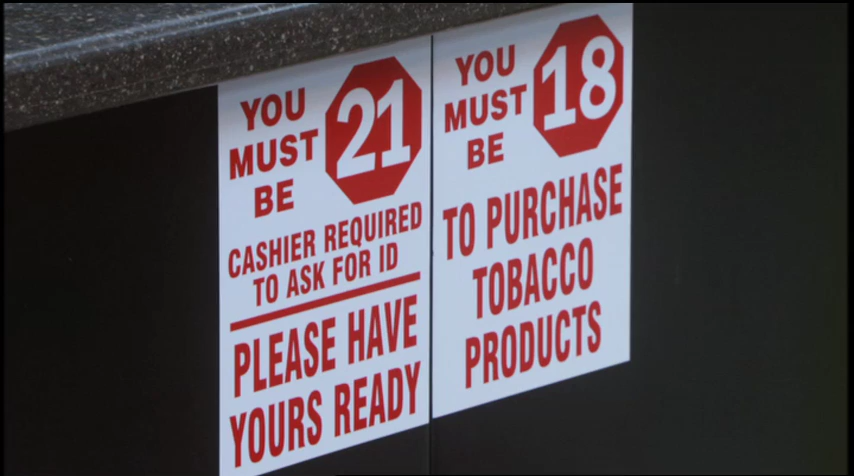 YOU
MUST
BE
21
CASHIER REQUIRED
TO ASK FOR ID
PLEASE HAVE
YOURS READY
YOU
MUST
BE
18
TO PURCHASE
TOBACCO
PRODUCTS